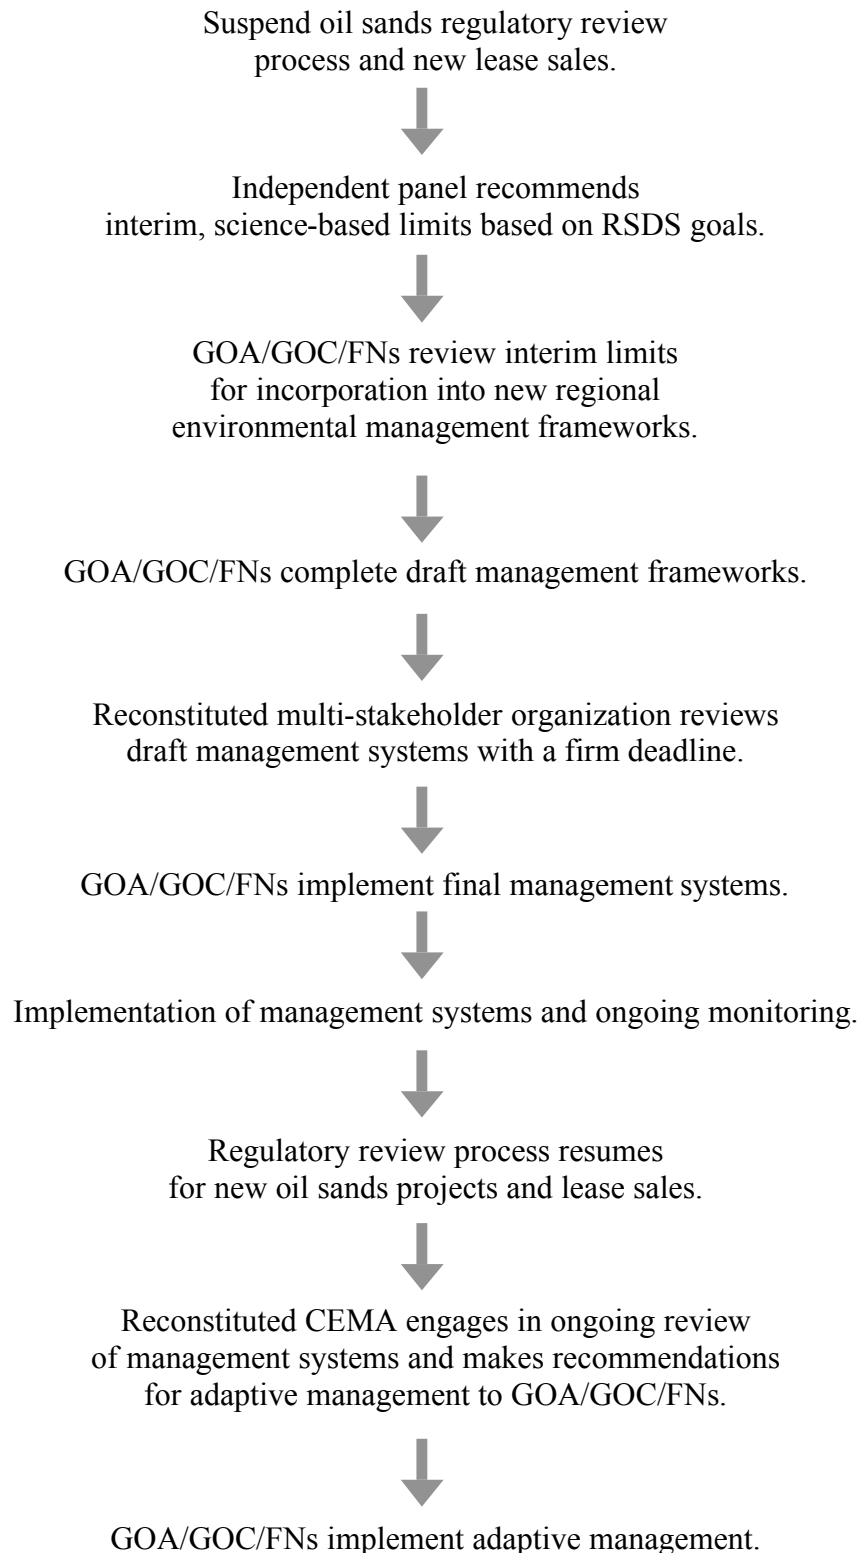 Suspend oil sands regulatory review
process and new lease sales.
Independent panel recommends
interim, science-based limits based on RSDS goals.
GOA/GOC/FNs review interim limits
for incorporation into new regional
environmental management frameworks.
GOA/GOC/FNs complete draft management frameworks.
Reconstituted multi-stakeholder organization reviews
draft management systems with a firm deadline.
GOA/GOC/FNs implement final management systems.
Implementation of management systems and ongoing monitoring.
Regulatory review process resumes
for new oil sands projects and lease sales.
Reconstituted CEMA engages in ongoing review
of management systems and makes recommendations
for adaptive management to GOA/GOC/FNs.
GOA/GOC/FNs implement adaptive management.